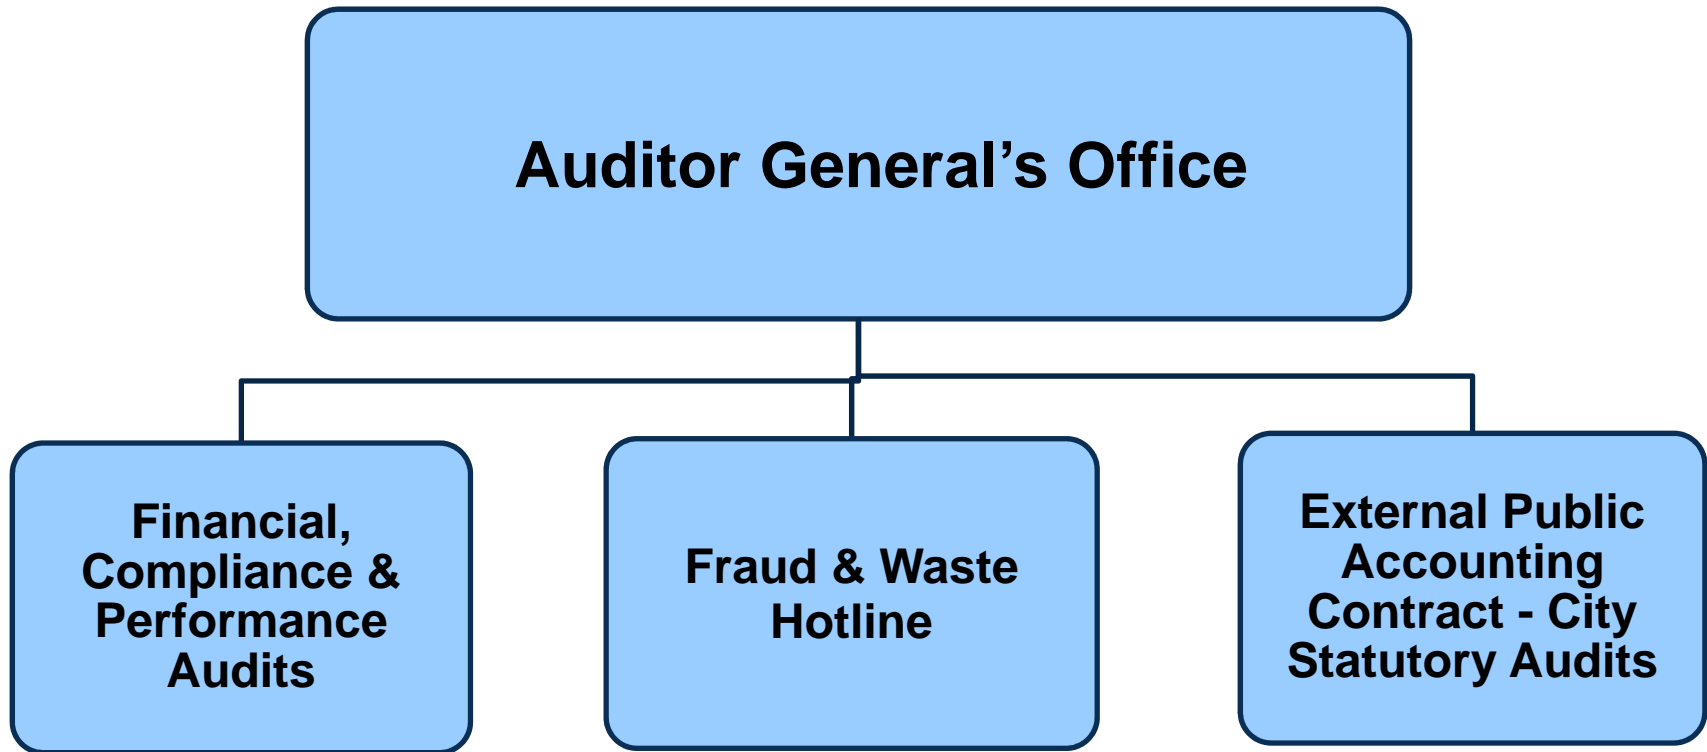 Auditor General’s Office
Financial,
Compliance &
Performance
Audits
Fraud & Waste
Hotline
External Public
Accounting
Contract - City
Statutory Audits